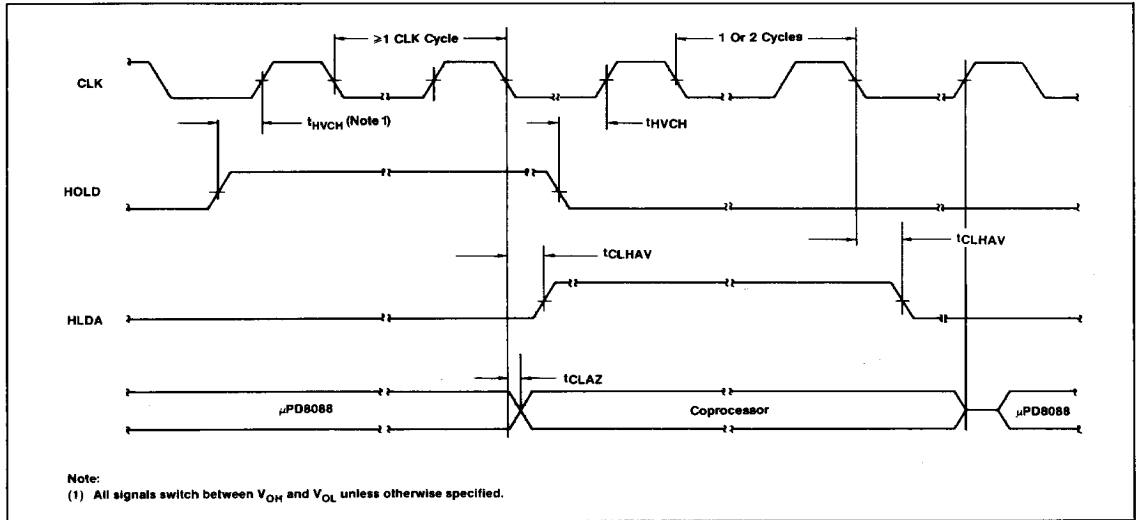 ≥1 CLK Cycle
1 Or 2 Cycles
CLK
tHVCH (Note 1)
tHVCH
HOLD
tCLHAV
tCLHAV
HLDA
tCLAZ
μPD8088
Coprocessor
μPD8088
Note:
(1) All signals switch between VOH and VOL unless otherwise specified.